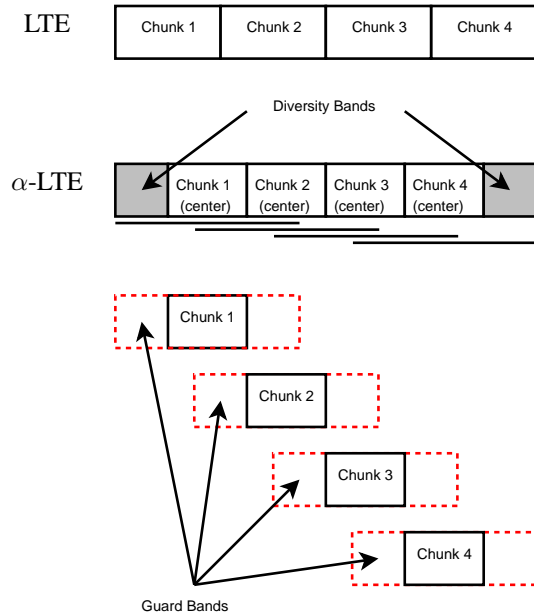 LTE
Chunk 1 Chunk 2 Chunk 3 Chunk 4
Diversity Bands
α-LTE
Chunk 1 Chunk 2 Chunk 3 Chunk 4
(center) (center) (center) (center)
Chunk 1
Chunk 2
Chunk 3
Chunk 4
Guard Bands